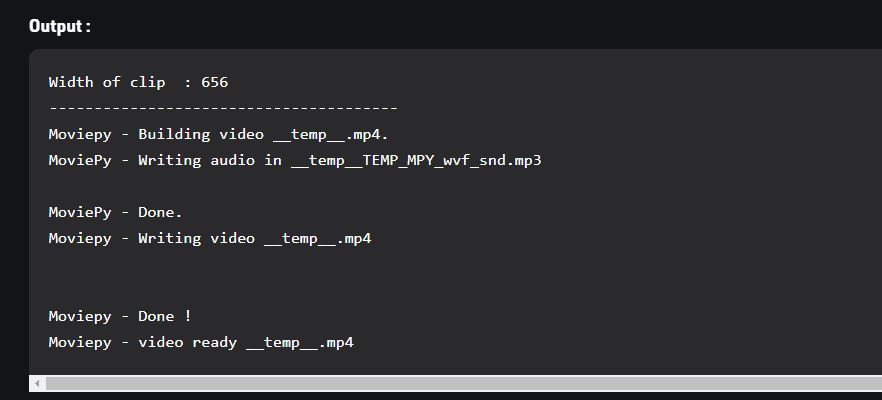 Output :
Width of clip  : 656
---------------------------------------
Moviepy - Building video __temp__.mp4.
MoviePy - Writing audio in __temp__TEMP_MPY_wvf_snd.mp3
MoviePy - Done.
Moviepy - Writing video __temp__.mp4
Moviepy - Done !
Moviepy - video ready __temp__.mp4